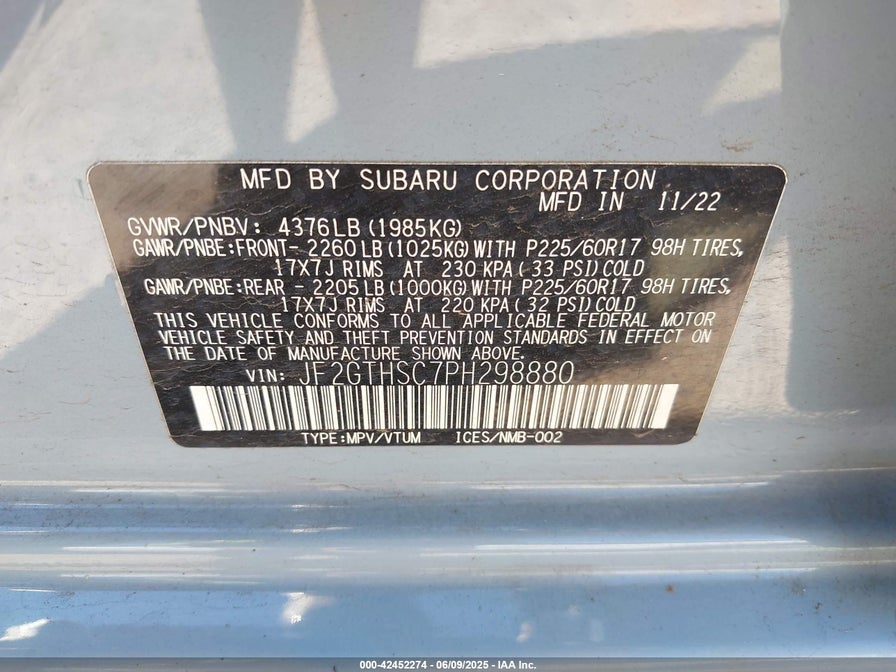 MFD BY SUBARU CORPORATION
MFD IN 11/22
GVWR/PNBV: 4376LB (1985KG)
GAWR/PNBE:FRONT- 2260LB (1025KG) WITH P225/60R17 98H TIRES,
17X7J RIMS AT 230 KPA (33 PSI) COLD
GAWR/PNBE:REAR - 2205LB (1000KG) WITH P225/60R17 98H TIRES,
17X7J RIMS AT 220 KPA (32 PSI) COLD
THIS VEHICLE CONFORMS TO ALL APPLICABLE FEDERAL MOTOR
VEHICLE SAFETY AND THEFT PREVENTION STANDARDS IN EFFECT ON
THE DATE OF MANUFACTURE SHOWN ABOVE.
VIN: JF2GTHSC7PH298880
TYPE:MPV/VTUM ICES/NMB-002
000-42452274 - 06/09/2025 - IAA Inc.